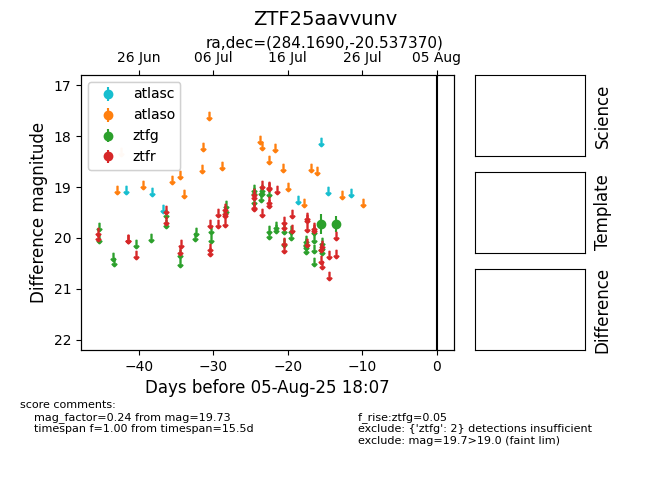 ZTF25aavvunv
ra,dec=(284.1690,-20.537370)
26 Jun 06 Jul 16 Jul 26 Jul 05 Aug
atlasc
atlaso
ztfg
ztfr
17
18
19
20
21
22
Difference magnitude
−40 −30 −20 −10 0
Days before 05-Aug-25 18:07
Science
Template
Difference
score comments:
mag_factor=0.24 from mag=19.73
timespan f=1.00 from timespan=15.5d
f_rise:ztfg=0.05
exclude: {'ztfg': 2} detections insufficient
exclude: mag=19.7>19.0 (faint lim)